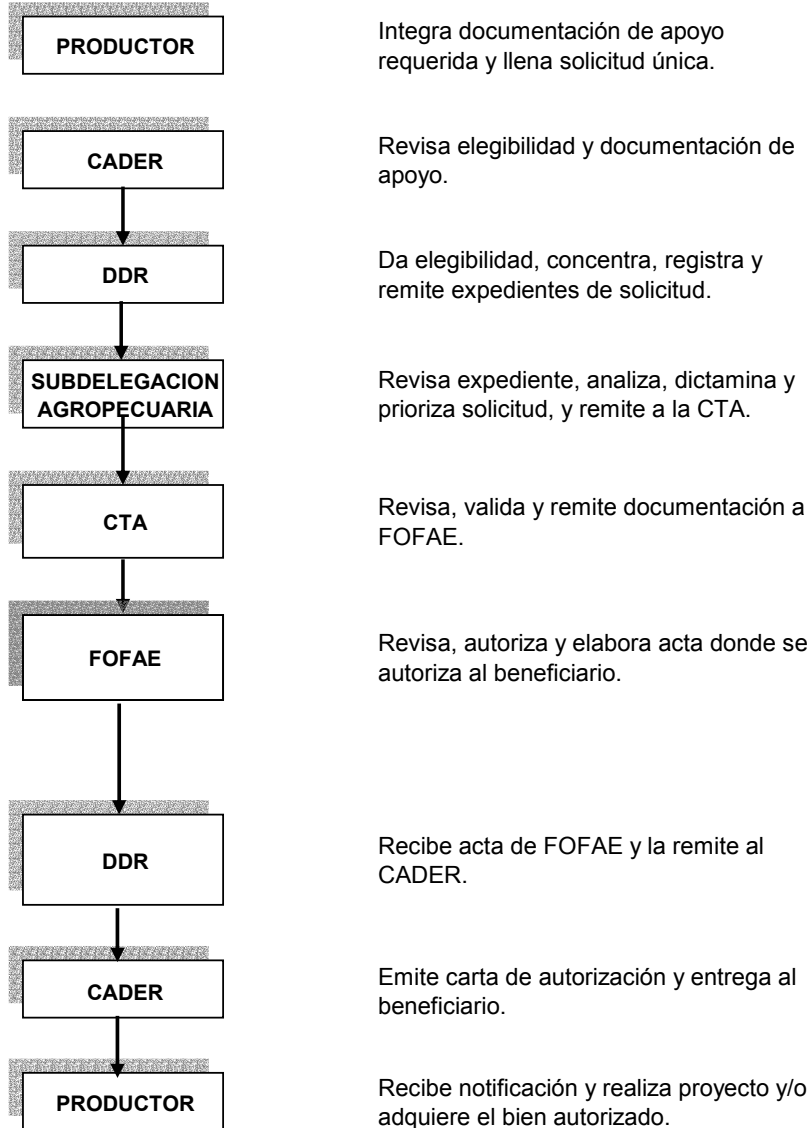 PRODUCTOR
Integra documentación de apoyo
requerida y llena solicitud única.
CADER
Revisa elegibilidad y documentación de
apoyo.
DDR
Da elegibilidad, concentra, registra y
remite expedientes de solicitud.
SUBDELEGACION
AGROPECUARIA
Revisa expediente, analiza, dictamina y
prioriza solicitud, y remite a la CTA.
CTA
Revisa, valida y remite documentación a
FOFAE.
FOFAE
Revisa, autoriza y elabora acta donde se
autoriza al beneficiario.
DDR
Recibe acta de FOFAE y la remite al
CADER.
CADER
Emite carta de autorización y entrega al
beneficiario.
PRODUCTOR
Recibe notificación y realiza proyecto y/o
adquiere el bien autorizado.